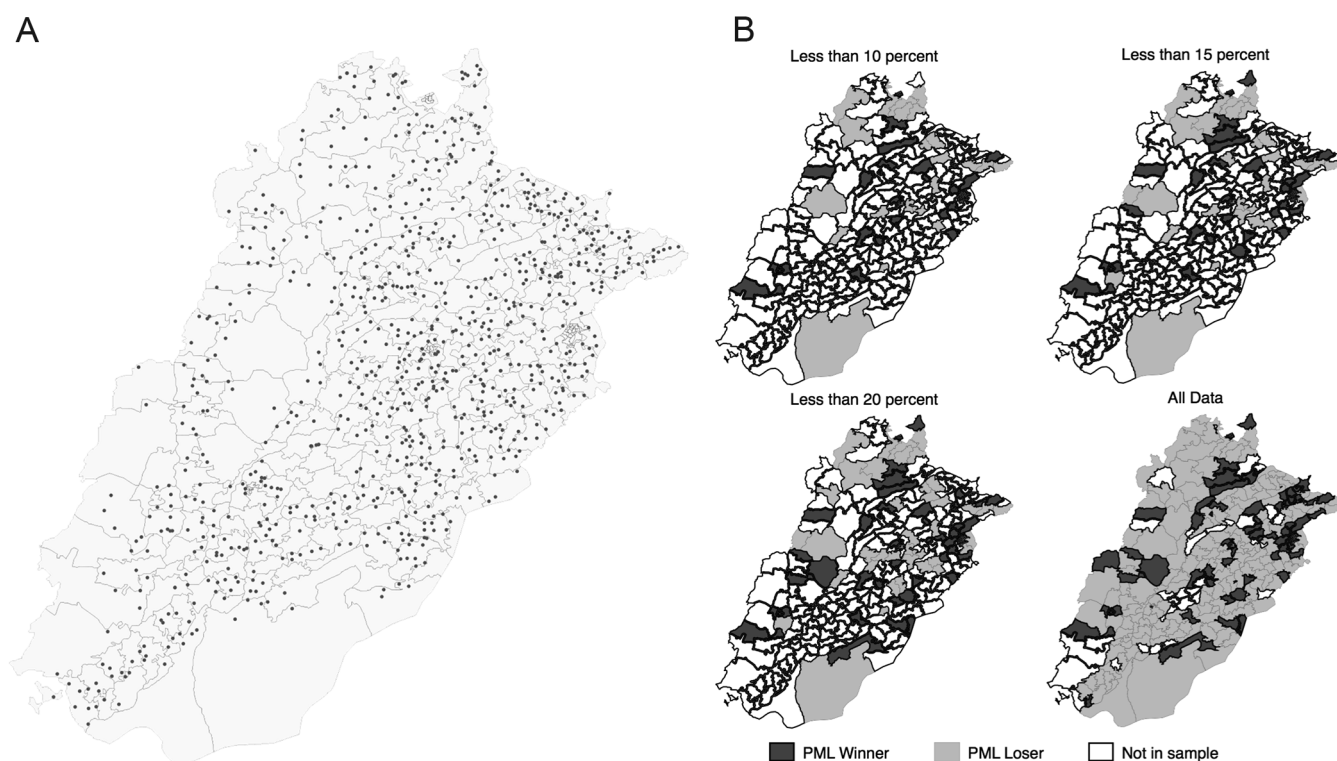 A
B
Less than 10 percent
Less than 15 percent
Less than 20 percent
All Data
PML Winner
PML Loser
Not in sample